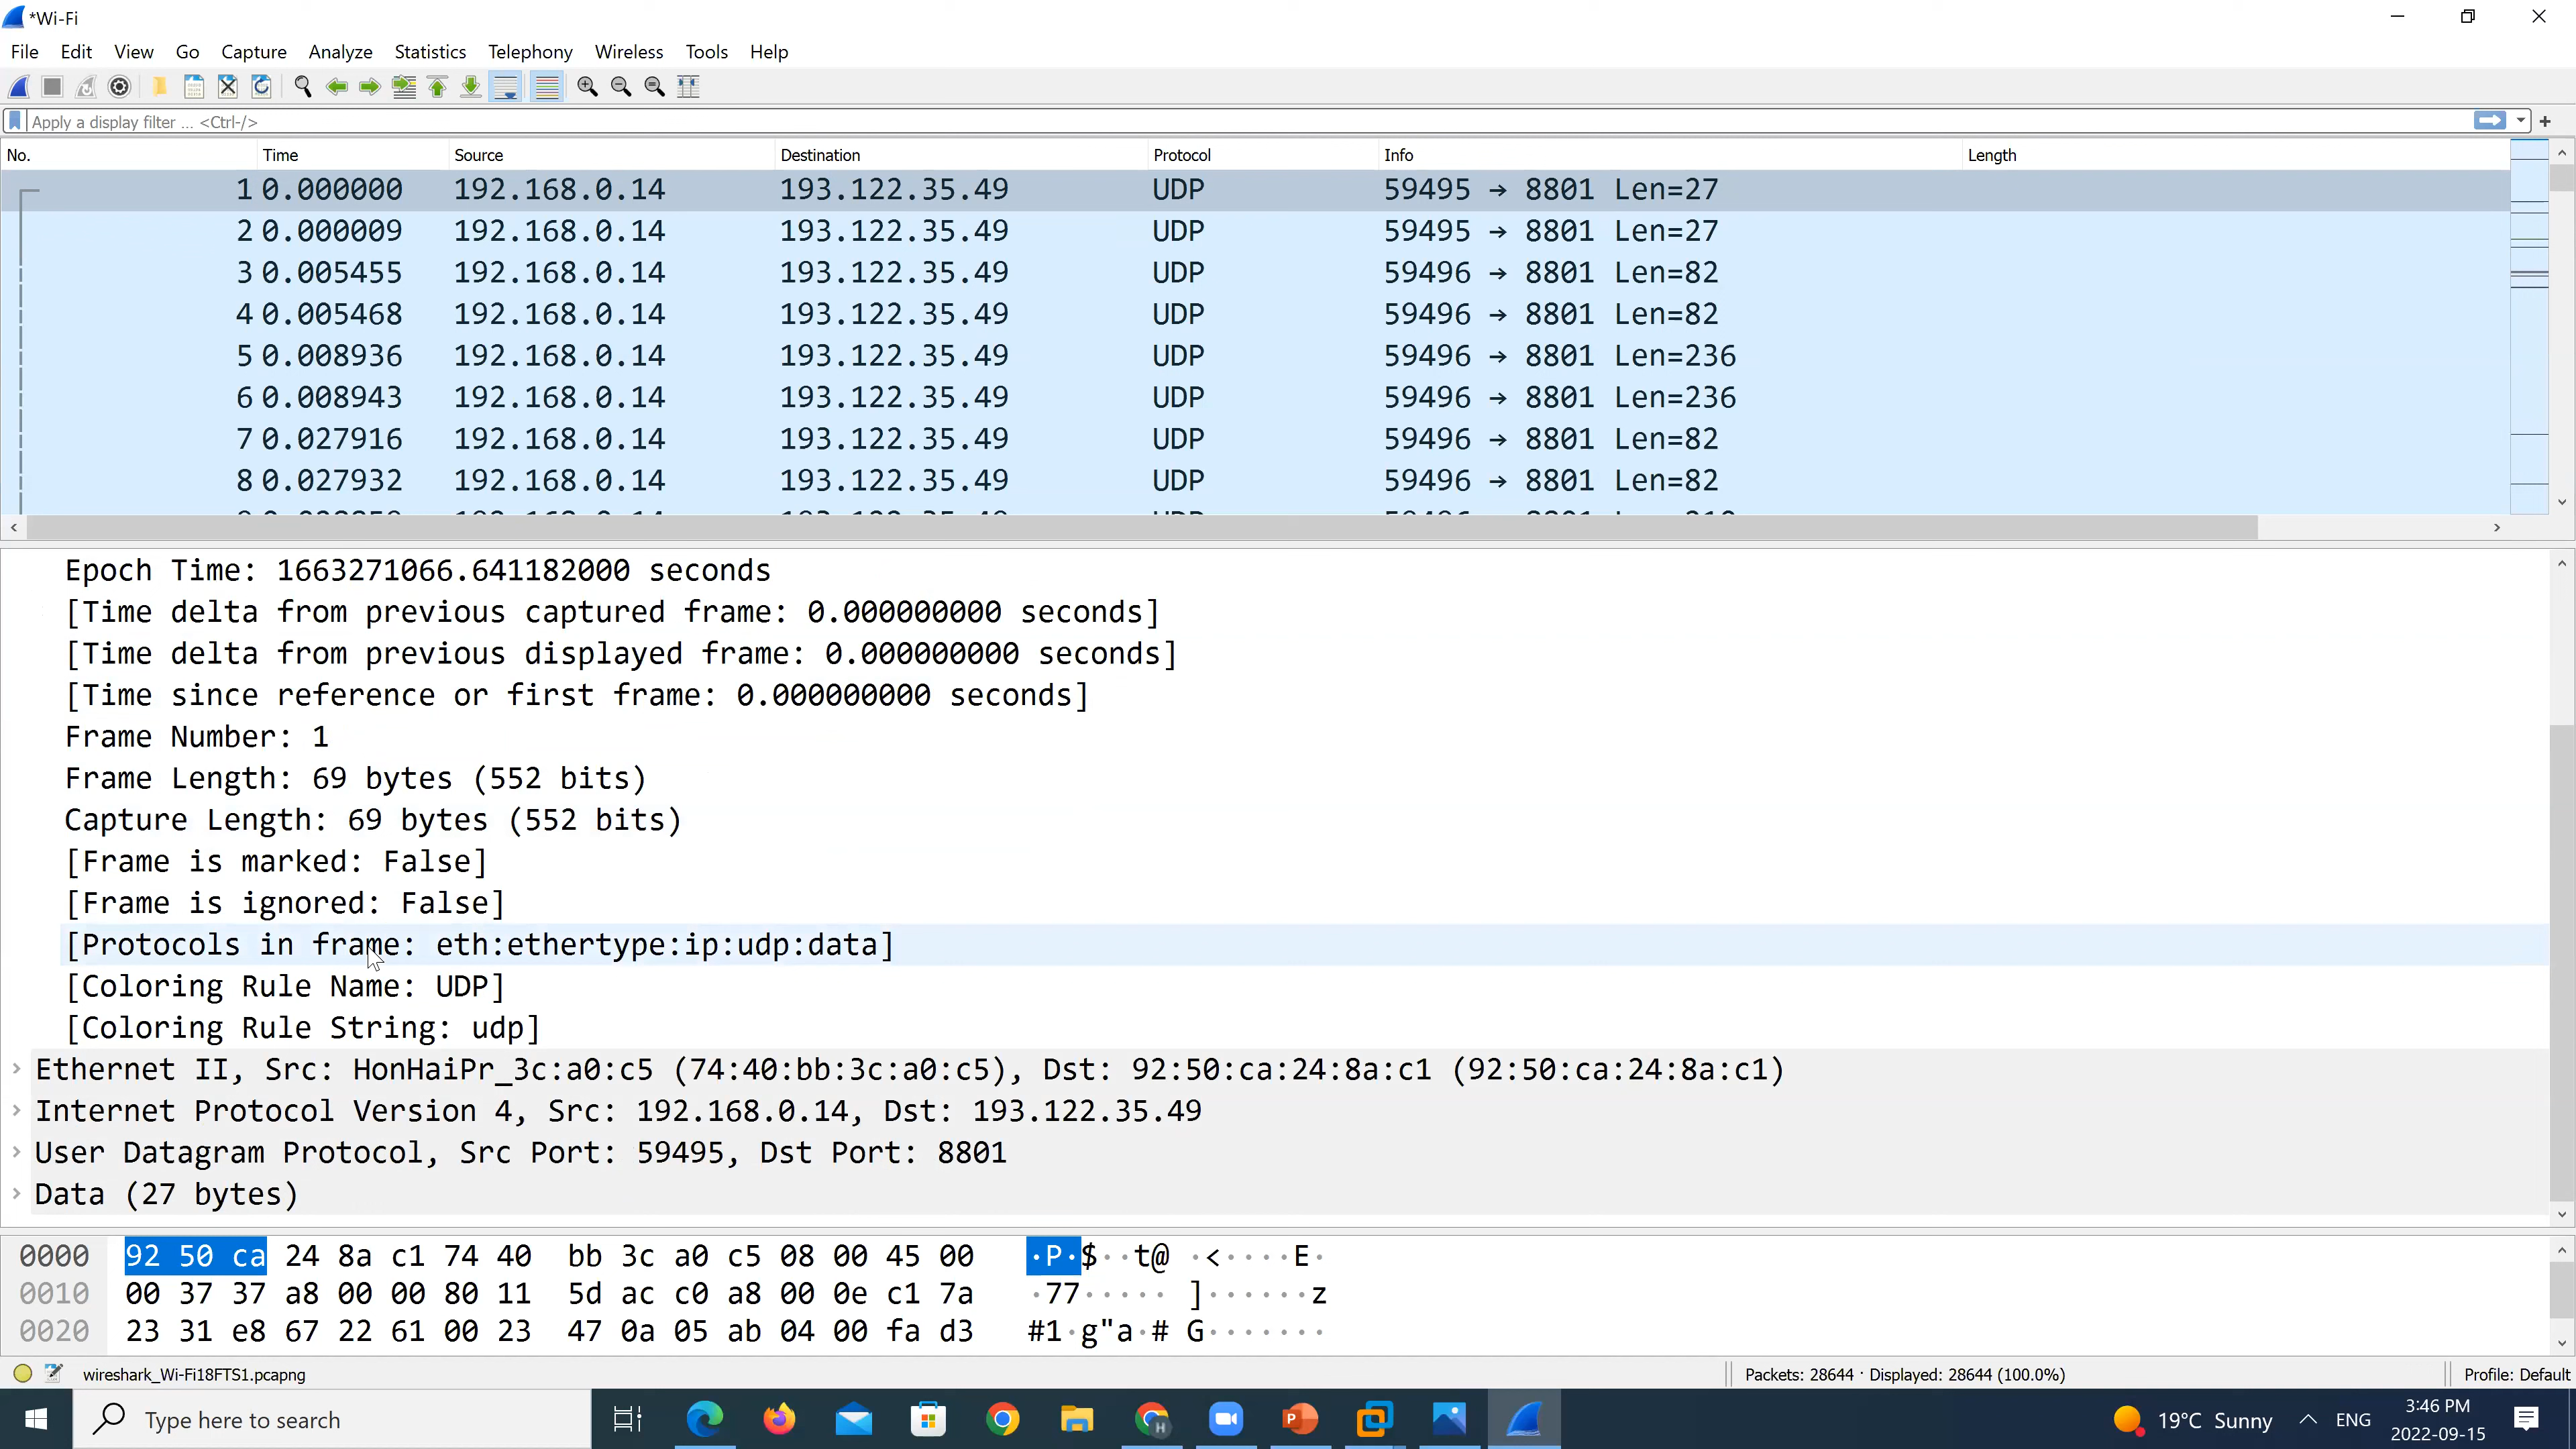 *Wi-Fi
File Edit View Go Capture Analyze Statistics Telephony Wireless Tools Help
Apply a display filter ... <Ctrl-/>
No. Time Source Destination Protocol Info Length
1 0.000000 192.168.0.14 193.122.35.49 UDP 59495 → 8801 Len=27
2 0.000009 192.168.0.14 193.122.35.49 UDP 59495 → 8801 Len=27
3 0.005455 192.168.0.14 193.122.35.49 UDP 59496 → 8801 Len=82
4 0.005468 192.168.0.14 193.122.35.49 UDP 59496 → 8801 Len=82
5 0.008936 192.168.0.14 193.122.35.49 UDP 59496 → 8801 Len=236
6 0.008943 192.168.0.14 193.122.35.49 UDP 59496 → 8801 Len=236
7 0.027916 192.168.0.14 193.122.35.49 UDP 59496 → 8801 Len=82
8 0.027932 192.168.0.14 193.122.35.49 UDP 59496 → 8801 Len=82
Epoch Time: 1663271066.641182000 seconds
[Time delta from previous captured frame: 0.000000000 seconds]
[Time delta from previous displayed frame: 0.000000000 seconds]
[Time since reference or first frame: 0.000000000 seconds]
Frame Number: 1
Frame Length: 69 bytes (552 bits)
Capture Length: 69 bytes (552 bits)
[Frame is marked: False]
[Frame is ignored: False]
[Protocols in frame: eth:ethertype:ip:udp:data]
[Coloring Rule Name: UDP]
[Coloring Rule String: udp]
Ethernet II, Src: HonHaiPr_3c:a0:c5 (74:40:bb:3c:a0:c5), Dst: 92:50:ca:24:8a:c1 (92:50:ca:24:8a:c1)
Internet Protocol Version 4, Src: 192.168.0.14, Dst: 193.122.35.49
User Datagram Protocol, Src Port: 59495, Dst Port: 8801
Data (27 bytes)
0000 92 50 ca 24 8a c1 74 40 bb 3c a0 c5 08 00 45 00 ·P·$··t@ ·<····E·
0010 00 37 37 a8 00 00 80 11 5d ac c0 a8 00 0e c1 7a ·77····· ]······z
0020 23 31 e8 67 22 61 00 23 47 0a 05 ab 04 00 fa d3 #1·g"a·# G·······
wireshark_Wi-Fi18FTS1.pcapng Packets: 28644 · Displayed: 28644 (100.0%) Profile: Default
Type here to search 19°C Sunny ENG 3:46 PM
2022-09-15